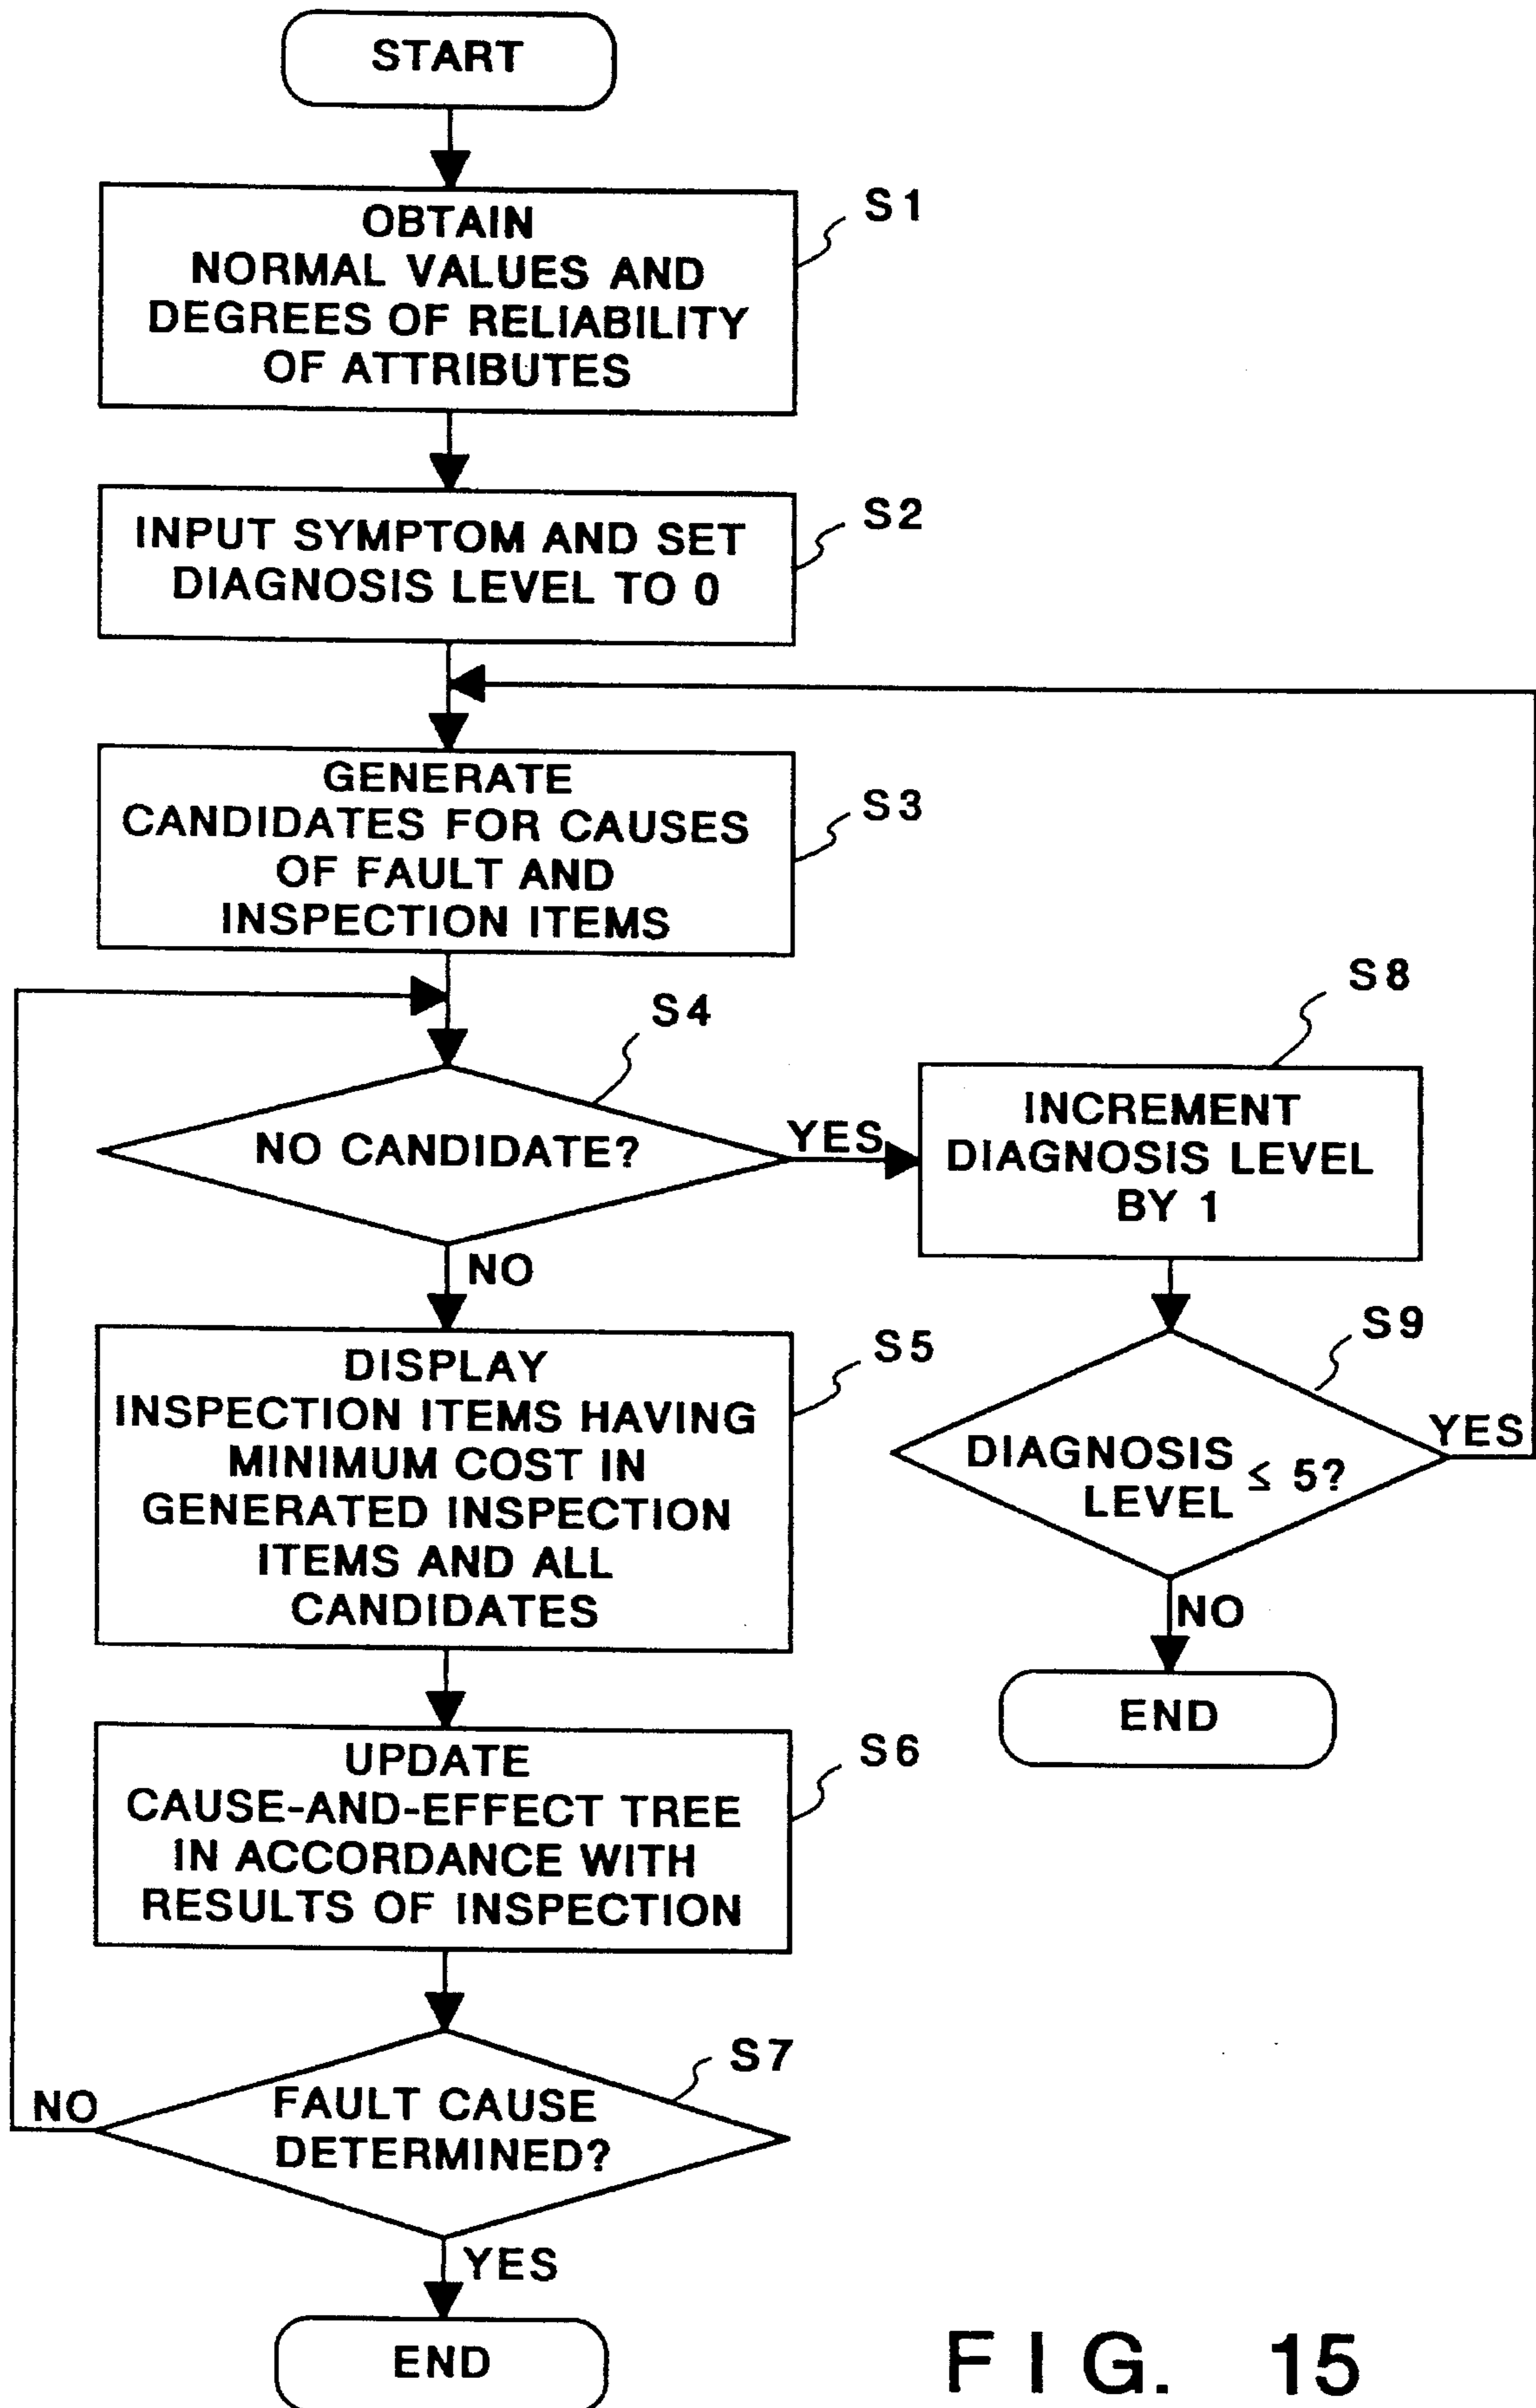 START
OBTAIN
NORMAL VALUES AND
DEGREES OF RELIABILITY
OF ATTRIBUTES
S1
INPUT SYMPTOM AND SET
DIAGNOSIS LEVEL TO 0
S2
GENERATE
CANDIDATES FOR CAUSES
OF FAULT AND
INSPECTION ITEMS
S3
NO CANDIDATE?
S4
YES
NO
INCREMENT
DIAGNOSIS LEVEL
BY 1
S8
DISPLAY
INSPECTION ITEMS HAVING
MINIMUM COST IN
GENERATED INSPECTION
ITEMS AND ALL
CANDIDATES
S5
DIAGNOSIS
LEVEL ≤ 5?
S9
YES
NO
END
UPDATE
CAUSE-AND-EFFECT TREE
IN ACCORDANCE WITH
RESULTS OF INSPECTION
S6
FAULT CAUSE
DETERMINED?
S7
NO
YES
END
FIG. 15